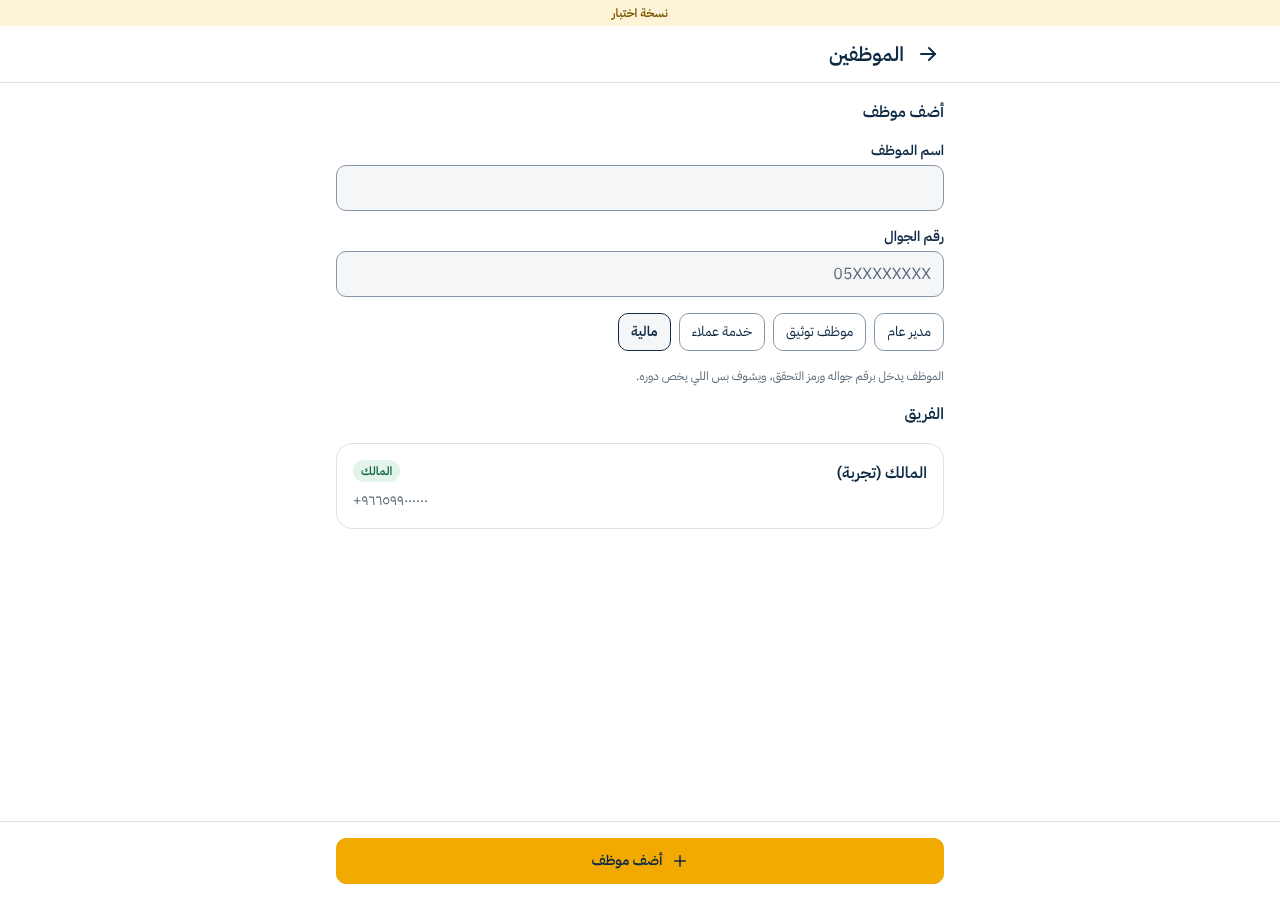 نسخة اختبار
الموظفين
أضف موظف
اسم الموظف
رقم الجوال
05XXXXXXXX
مدير عام
موظف توثيق
خدمة عملاء
مالية
الموظف يدخل برقم جواله ورمز التحقق، ويشوف بس اللي يخص دوره.
الفريق
المالك (تجربة)
المالك
+٩٦٦٥٩٩٠٠٠٠٠٠
أضف موظف